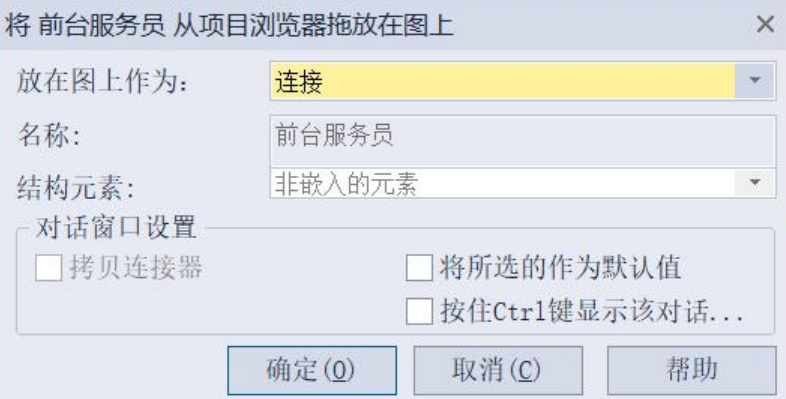 将 前台服务员 从项目浏览器拖放在图上
放在图上作为: 连接
名称: 前台服务员
结构元素: 非嵌入的元素
对话窗口设置
拷贝连接器 将所选的作为默认值
按住Ctrl键显示该对话...
确定(O) 取消(C) 帮助